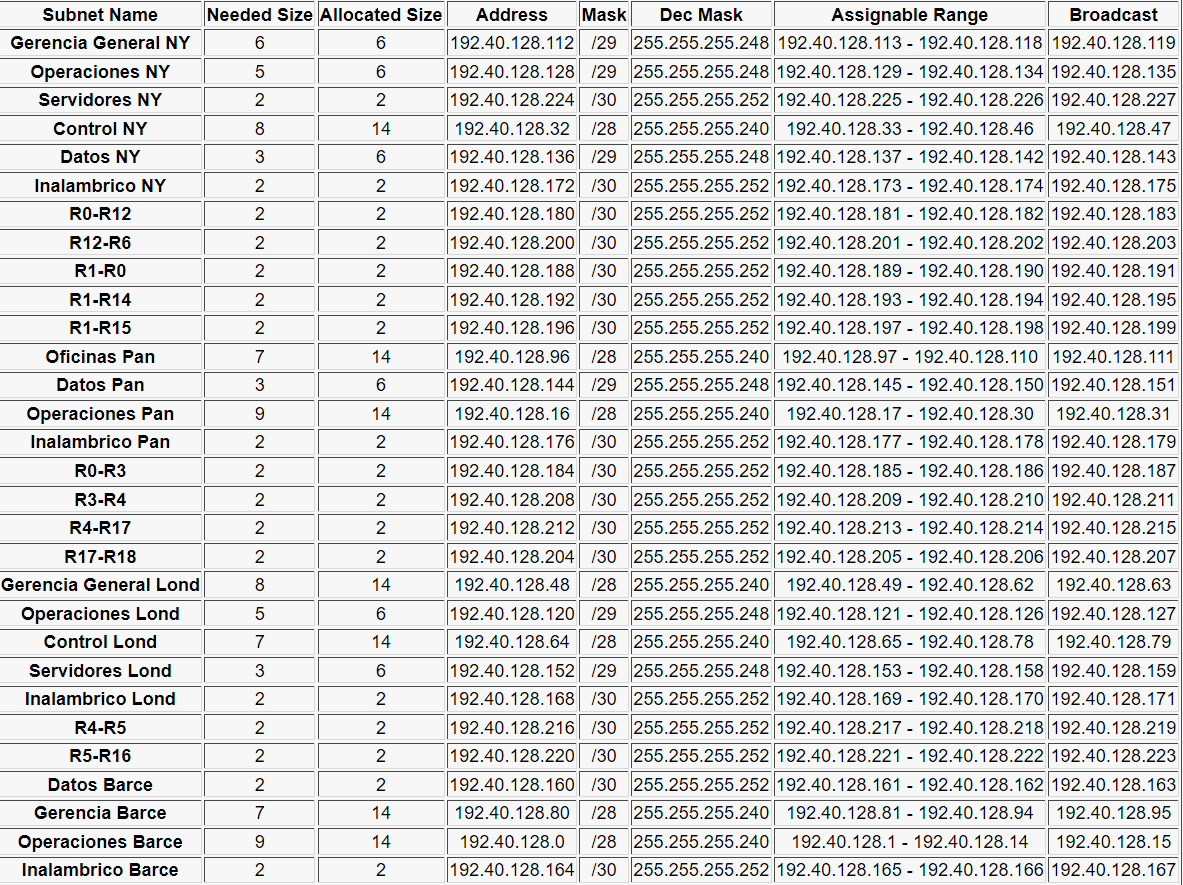 Subnet Name Needed Size Allocated Size Address Mask Dec Mask Assignable Range Broadcast
Gerencia General NY 6 6 192.40.128.112 /29 255.255.255.248 192.40.128.113 - 192.40.128.118 192.40.128.119
Operaciones NY 5 6 192.40.128.128 /29 255.255.255.248 192.40.128.129 - 192.40.128.134 192.40.128.135
Servidores NY 2 2 192.40.128.224 /30 255.255.255.252 192.40.128.225 - 192.40.128.226 192.40.128.227
Control NY 8 14 192.40.128.32 /28 255.255.255.240 192.40.128.33 - 192.40.128.46 192.40.128.47
Datos NY 3 6 192.40.128.136 /29 255.255.255.248 192.40.128.137 - 192.40.128.142 192.40.128.143
Inalambrico NY 2 2 192.40.128.172 /30 255.255.255.252 192.40.128.173 - 192.40.128.174 192.40.128.175
R0-R12 2 2 192.40.128.180 /30 255.255.255.252 192.40.128.181 - 192.40.128.182 192.40.128.183
R12-R6 2 2 192.40.128.200 /30 255.255.255.252 192.40.128.201 - 192.40.128.202 192.40.128.203
R1-R0 2 2 192.40.128.188 /30 255.255.255.252 192.40.128.189 - 192.40.128.190 192.40.128.191
R1-R14 2 2 192.40.128.192 /30 255.255.255.252 192.40.128.193 - 192.40.128.194 192.40.128.195
R1-R15 2 2 192.40.128.196 /30 255.255.255.252 192.40.128.197 - 192.40.128.198 192.40.128.199
Oficinas Pan 7 14 192.40.128.96 /28 255.255.255.240 192.40.128.97 - 192.40.128.110 192.40.128.111
Datos Pan 3 6 192.40.128.144 /29 255.255.255.248 192.40.128.145 - 192.40.128.150 192.40.128.151
Operaciones Pan 9 14 192.40.128.16 /28 255.255.255.240 192.40.128.17 - 192.40.128.30 192.40.128.31
Inalambrico Pan 2 2 192.40.128.176 /30 255.255.255.252 192.40.128.177 - 192.40.128.178 192.40.128.179
R0-R3 2 2 192.40.128.184 /30 255.255.255.252 192.40.128.185 - 192.40.128.186 192.40.128.187
R3-R4 2 2 192.40.128.208 /30 255.255.255.252 192.40.128.209 - 192.40.128.210 192.40.128.211
R4-R17 2 2 192.40.128.212 /30 255.255.255.252 192.40.128.213 - 192.40.128.214 192.40.128.215
R17-R18 2 2 192.40.128.204 /30 255.255.255.252 192.40.128.205 - 192.40.128.206 192.40.128.207
Gerencia General Lond 8 14 192.40.128.48 /28 255.255.255.240 192.40.128.49 - 192.40.128.62 192.40.128.63
Operaciones Lond 5 6 192.40.128.120 /29 255.255.255.248 192.40.128.121 - 192.40.128.126 192.40.128.127
Control Lond 7 14 192.40.128.64 /28 255.255.255.240 192.40.128.65 - 192.40.128.78 192.40.128.79
Servidores Lond 3 6 192.40.128.152 /29 255.255.255.248 192.40.128.153 - 192.40.128.158 192.40.128.159
Inalambrico Lond 2 2 192.40.128.168 /30 255.255.255.252 192.40.128.169 - 192.40.128.170 192.40.128.171
R4-R5 2 2 192.40.128.216 /30 255.255.255.252 192.40.128.217 - 192.40.128.218 192.40.128.219
R5-R16 2 2 192.40.128.220 /30 255.255.255.252 192.40.128.221 - 192.40.128.222 192.40.128.223
Datos Barce 2 2 192.40.128.160 /30 255.255.255.252 192.40.128.161 - 192.40.128.162 192.40.128.163
Gerencia Barce 7 14 192.40.128.80 /28 255.255.255.240 192.40.128.81 - 192.40.128.94 192.40.128.95
Operaciones Barce 9 14 192.40.128.0 /28 255.255.255.240 192.40.128.1 - 192.40.128.14 192.40.128.15
Inalambrico Barce 2 2 192.40.128.164 /30 255.255.255.252 192.40.128.165 - 192.40.128.166 192.40.128.167